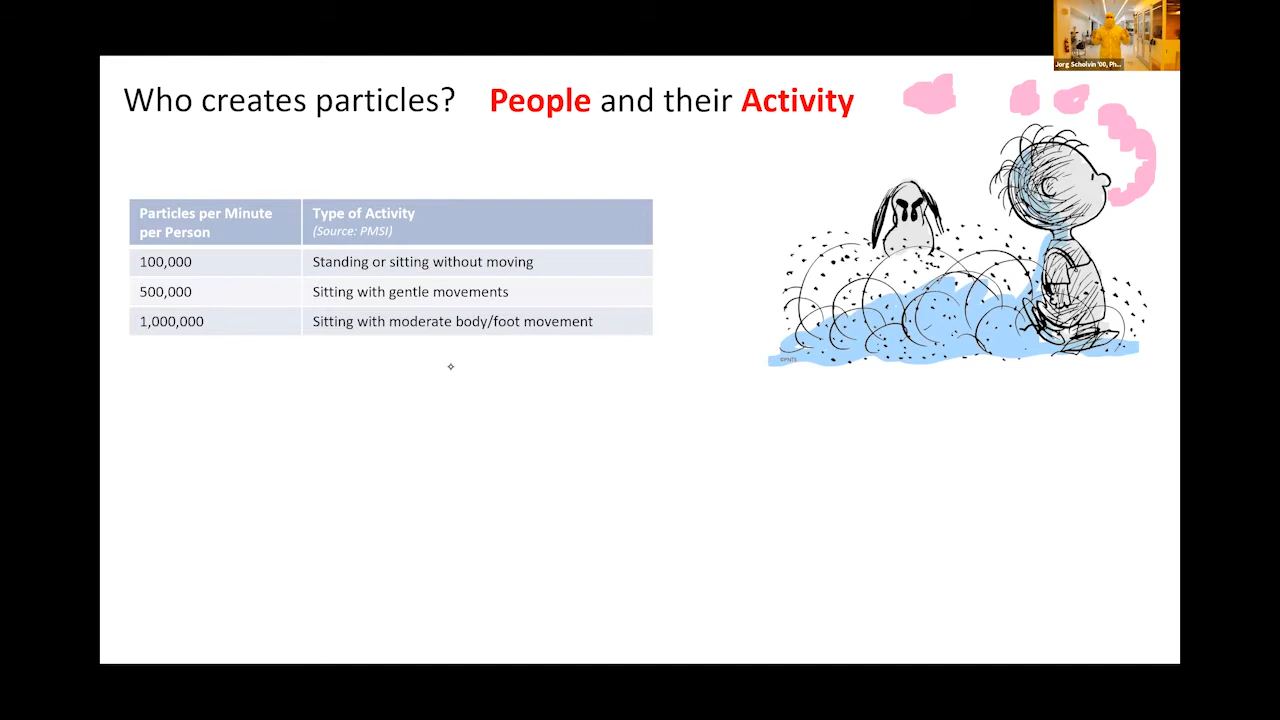 Jorg Scholvin '00, Ph...
Who creates particles? People and their Activity
Particles per Minute per Person
Type of Activity
(Source: PMSI)
100,000 Standing or sitting without moving
500,000 Sitting with gentle movements
1,000,000 Sitting with moderate body/foot movement
©PNTS